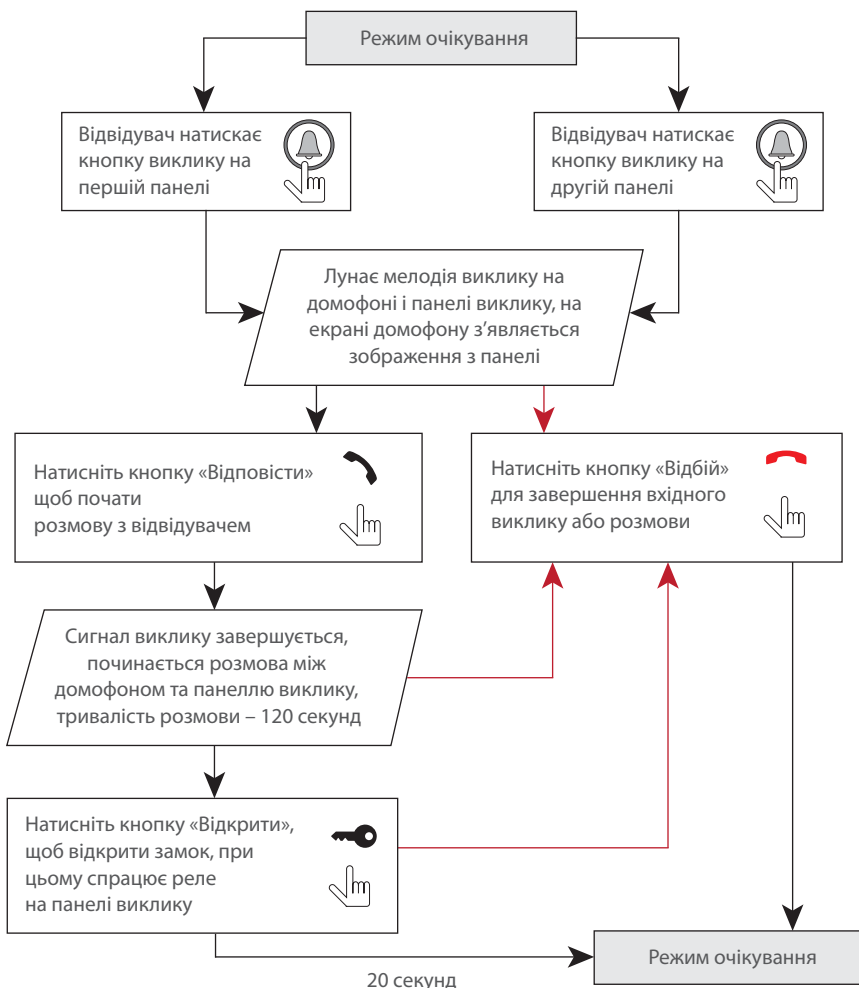 Режим очікування
Відвідувач натискає
кнопку виклику на
першій панелі
Відвідувач натискає
кнопку виклику на
другій панелі
Лунає мелодія виклику на
домофоні і панелі виклику, на
екрані домофону з’являється
зображення з панелі
Натисніть кнопку «Відповісти»
щоб почати
розмову з відвідувачем
Натисніть кнопку «Відбій»
для завершення вхідного
виклику або розмови
Сигнал виклику завершується,
починається розмова між
домофоном та панеллю виклику,
тривалість розмови – 120 секунд
Натисніть кнопку «Відкрити»,
щоб відкрити замок, при
цьому спрацює реле
на панелі виклику
Режим очікування
20 секунд